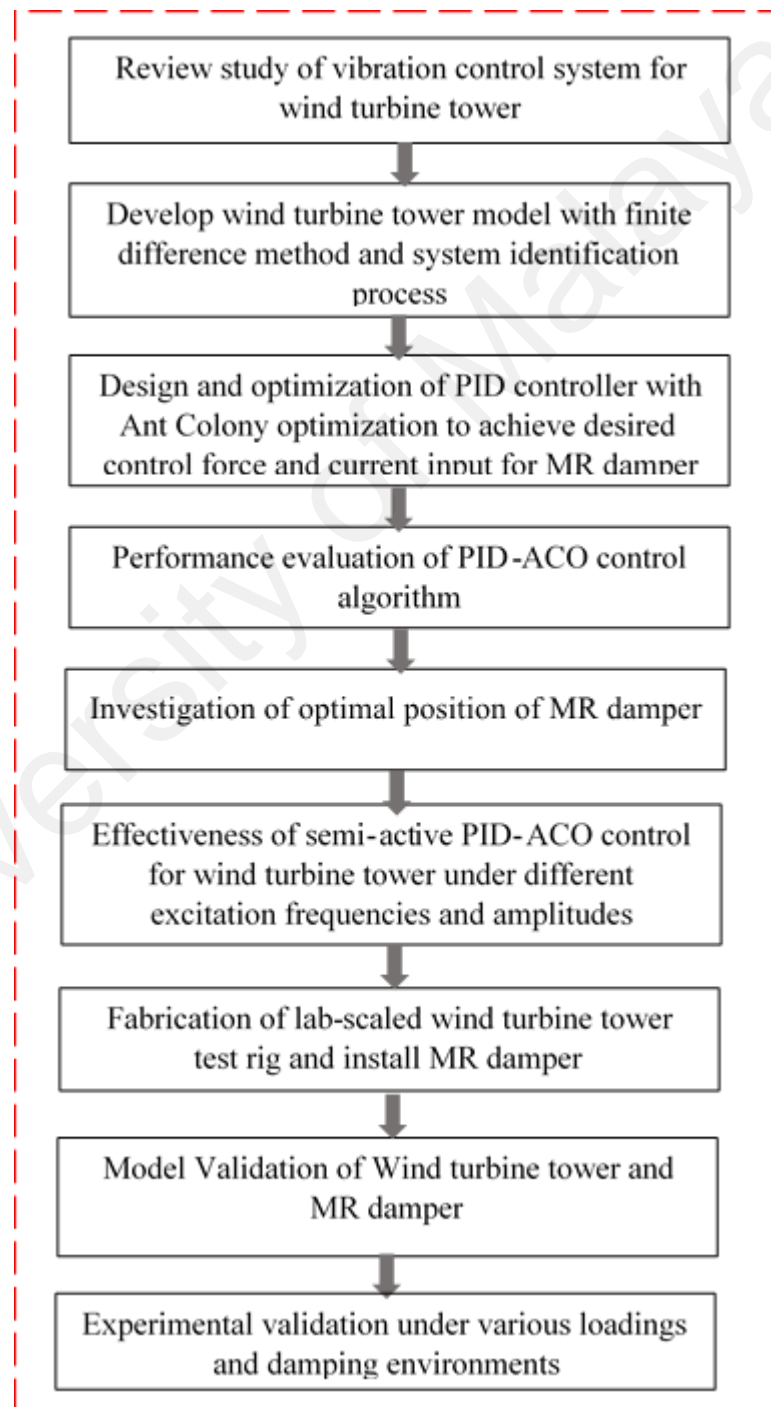 Review study of vibration control system for
wind turbine tower
Develop wind turbine tower model with finite
difference method and system identification
process
Design and optimization of PID controller with
Ant Colony optimization to achieve desired
control force and current input for MR damper
Performance evaluation of PID-ACO control
algorithm
Investigation of optimal position of MR damper
Effectiveness of semi-active PID-ACO control
for wind turbine tower under different
excitation frequencies and amplitudes
Fabrication of lab-scaled wind turbine tower
test rig and install MR damper
Model Validation of Wind turbine tower and
MR damper
Experimental validation under various loadings
and damping environments
versity of Malaya